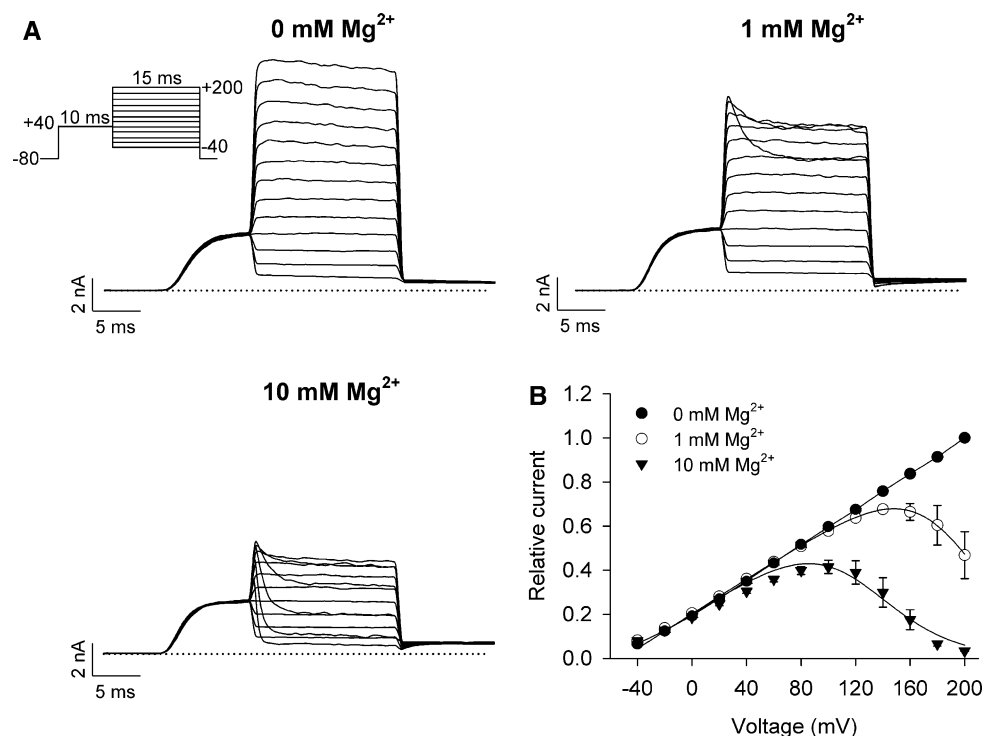 A
0 mM Mg²⁺
15 ms
+200
+40
10 ms
-80
-40
2 nA
5 ms
1 mM Mg²⁺
2 nA
5 ms
10 mM Mg²⁺
2 nA
5 ms
B
Relative current
1.2
1.0
0.8
0.6
0.4
0.2
0.0
0 mM Mg²⁺
1 mM Mg²⁺
10 mM Mg²⁺
-40 0 40 80 120 160 200
Voltage (mV)